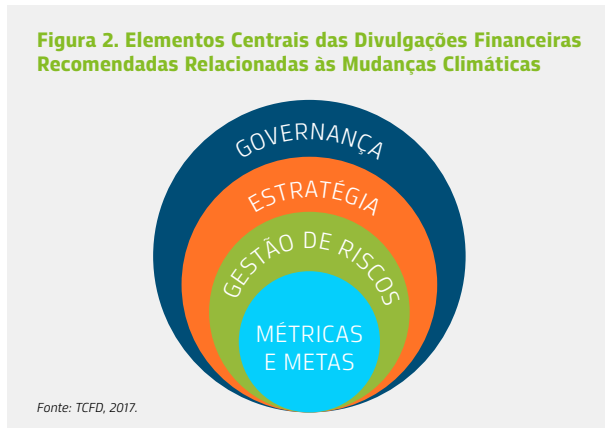 Figura 2. Elementos Centrais das Divulgações Financeiras
Recomendadas Relacionadas às Mudanças Climáticas
GOVERNANÇA
ESTRATÉGIA
GESTÃO DE RISCOS
MÉTRICAS
E METAS
Fonte: TCFD, 2017.